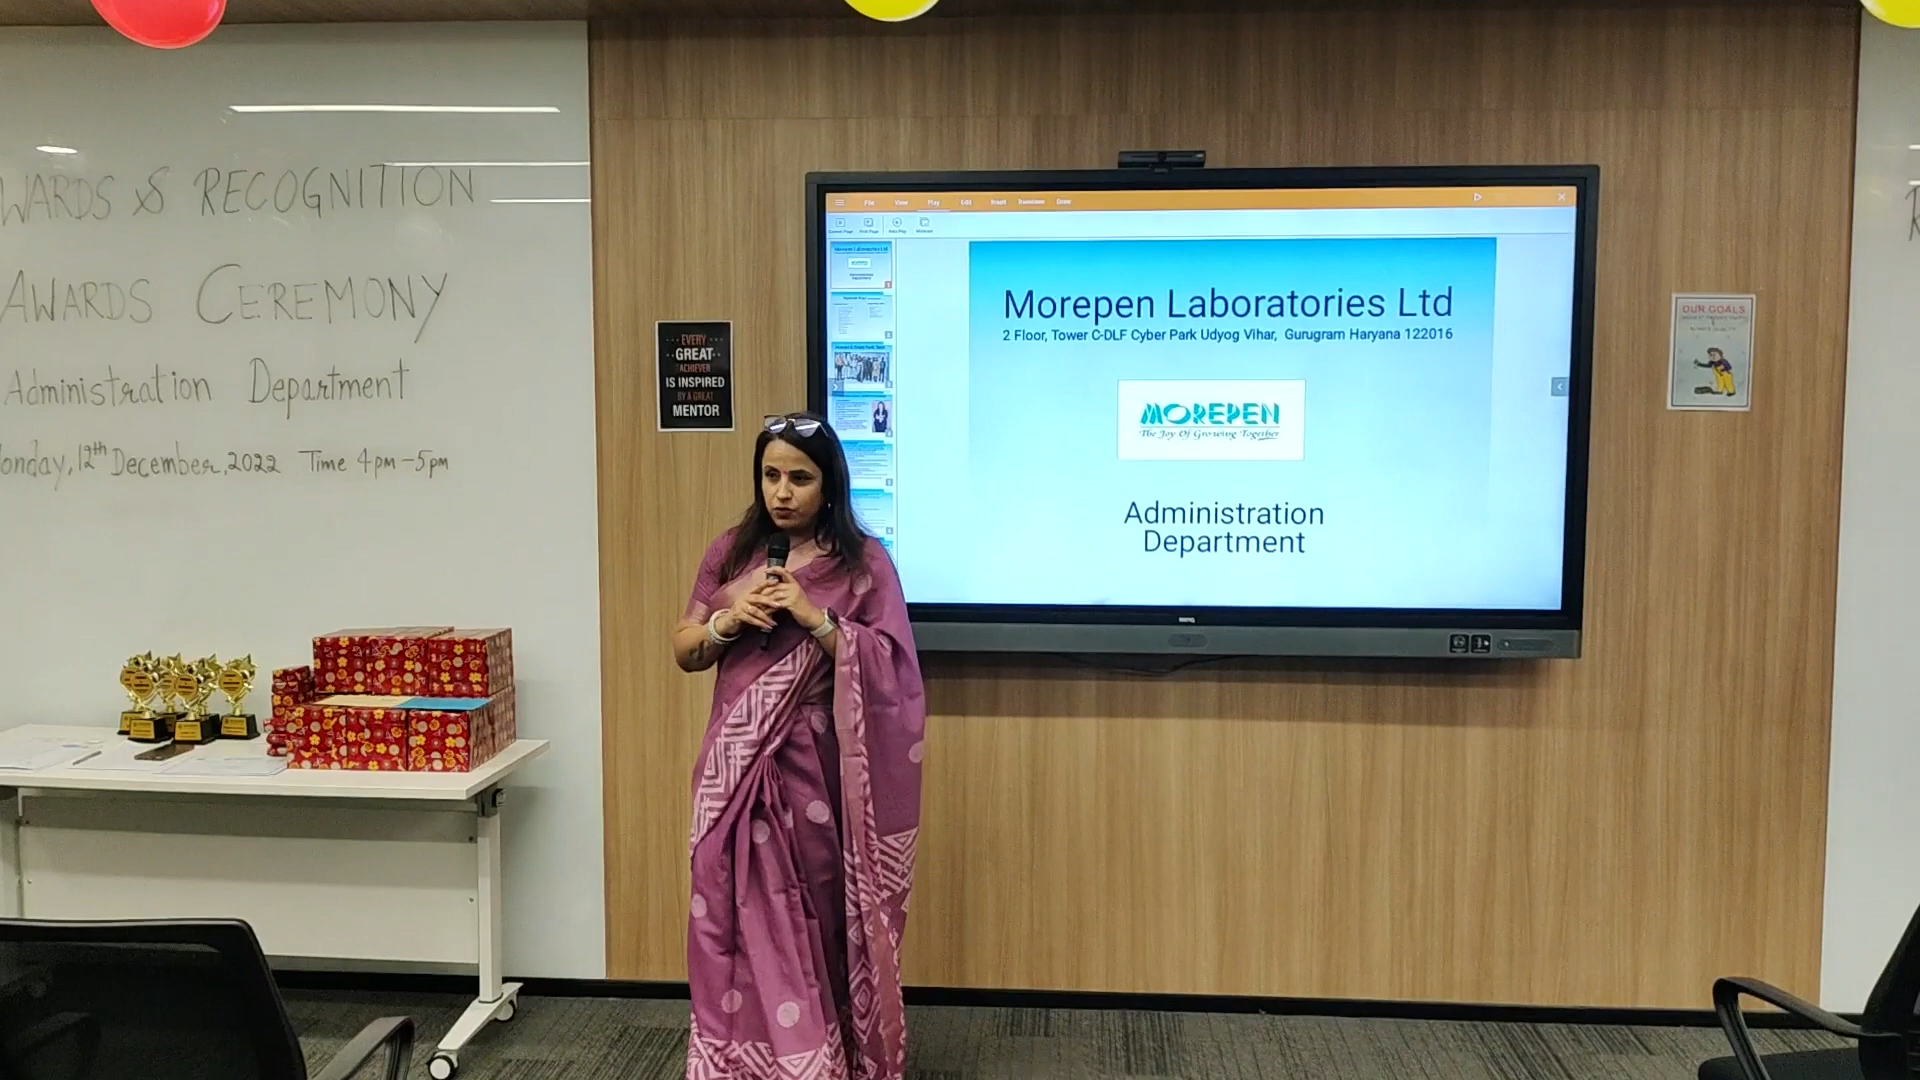 WARDS & RECOGNITION
AWARDS CEREMONY
Administration Department
onday, 12th December, 2022 Time 4pm-5pm
EVERY
GREAT
ACHIEVER
IS INSPIRED
BY A GREAT
MENTOR
File View Play Edit Insert
Morepen Laboratories Ltd
2 Floor, Tower C-DLF Cyber Park Udyog Vihar, Gurugram Haryana 122016
MOREPEN
The Joy Of Growing Together
Administration
Department
BenQ
OUR GOALS